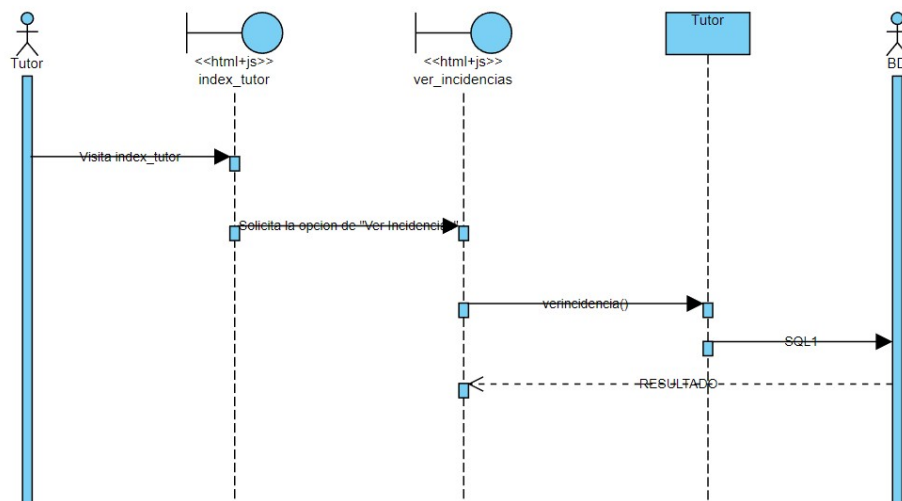 Tutor
<<html+js>>
index_tutor
<<html+js>>
ver_incidencias
Tutor
BD
Visita index_tutor
Solicita la opcion de "Ver Incidencias"
verincidencia()
SQL1
RESULTADO